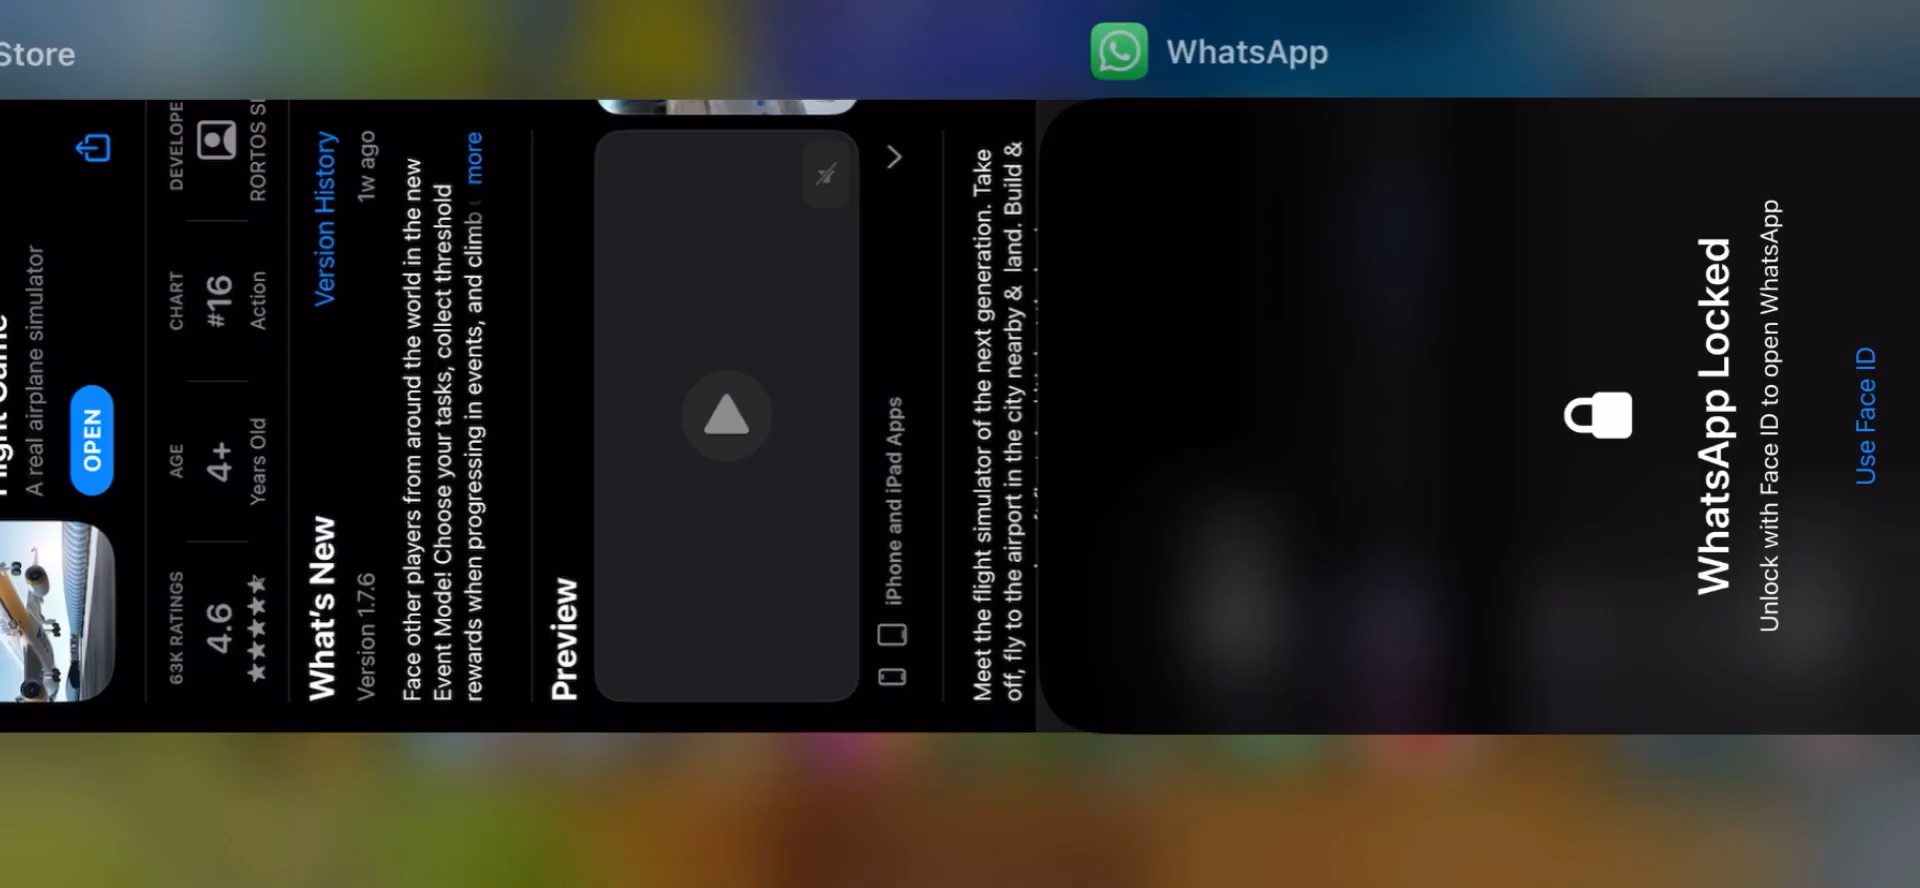 Store
WhatsApp
A real airplane simulator
OPEN
63K RATINGS
4.6
AGE
4+
Years Old
CHART
#16
Action
What's New
Version History
Version 1.7.6
1w ago
Face other players from around the world in the new
Event Mode! Choose your tasks, collect threshold
rewards when progressing in events, and climb
more
Preview
iPhone and iPad Apps
Meet the flight simulator of the next generation. Take
off, fly to the airport in the city nearby & land. Build &
WhatsApp Locked
Unlock with Face ID to open WhatsApp
Use Face ID